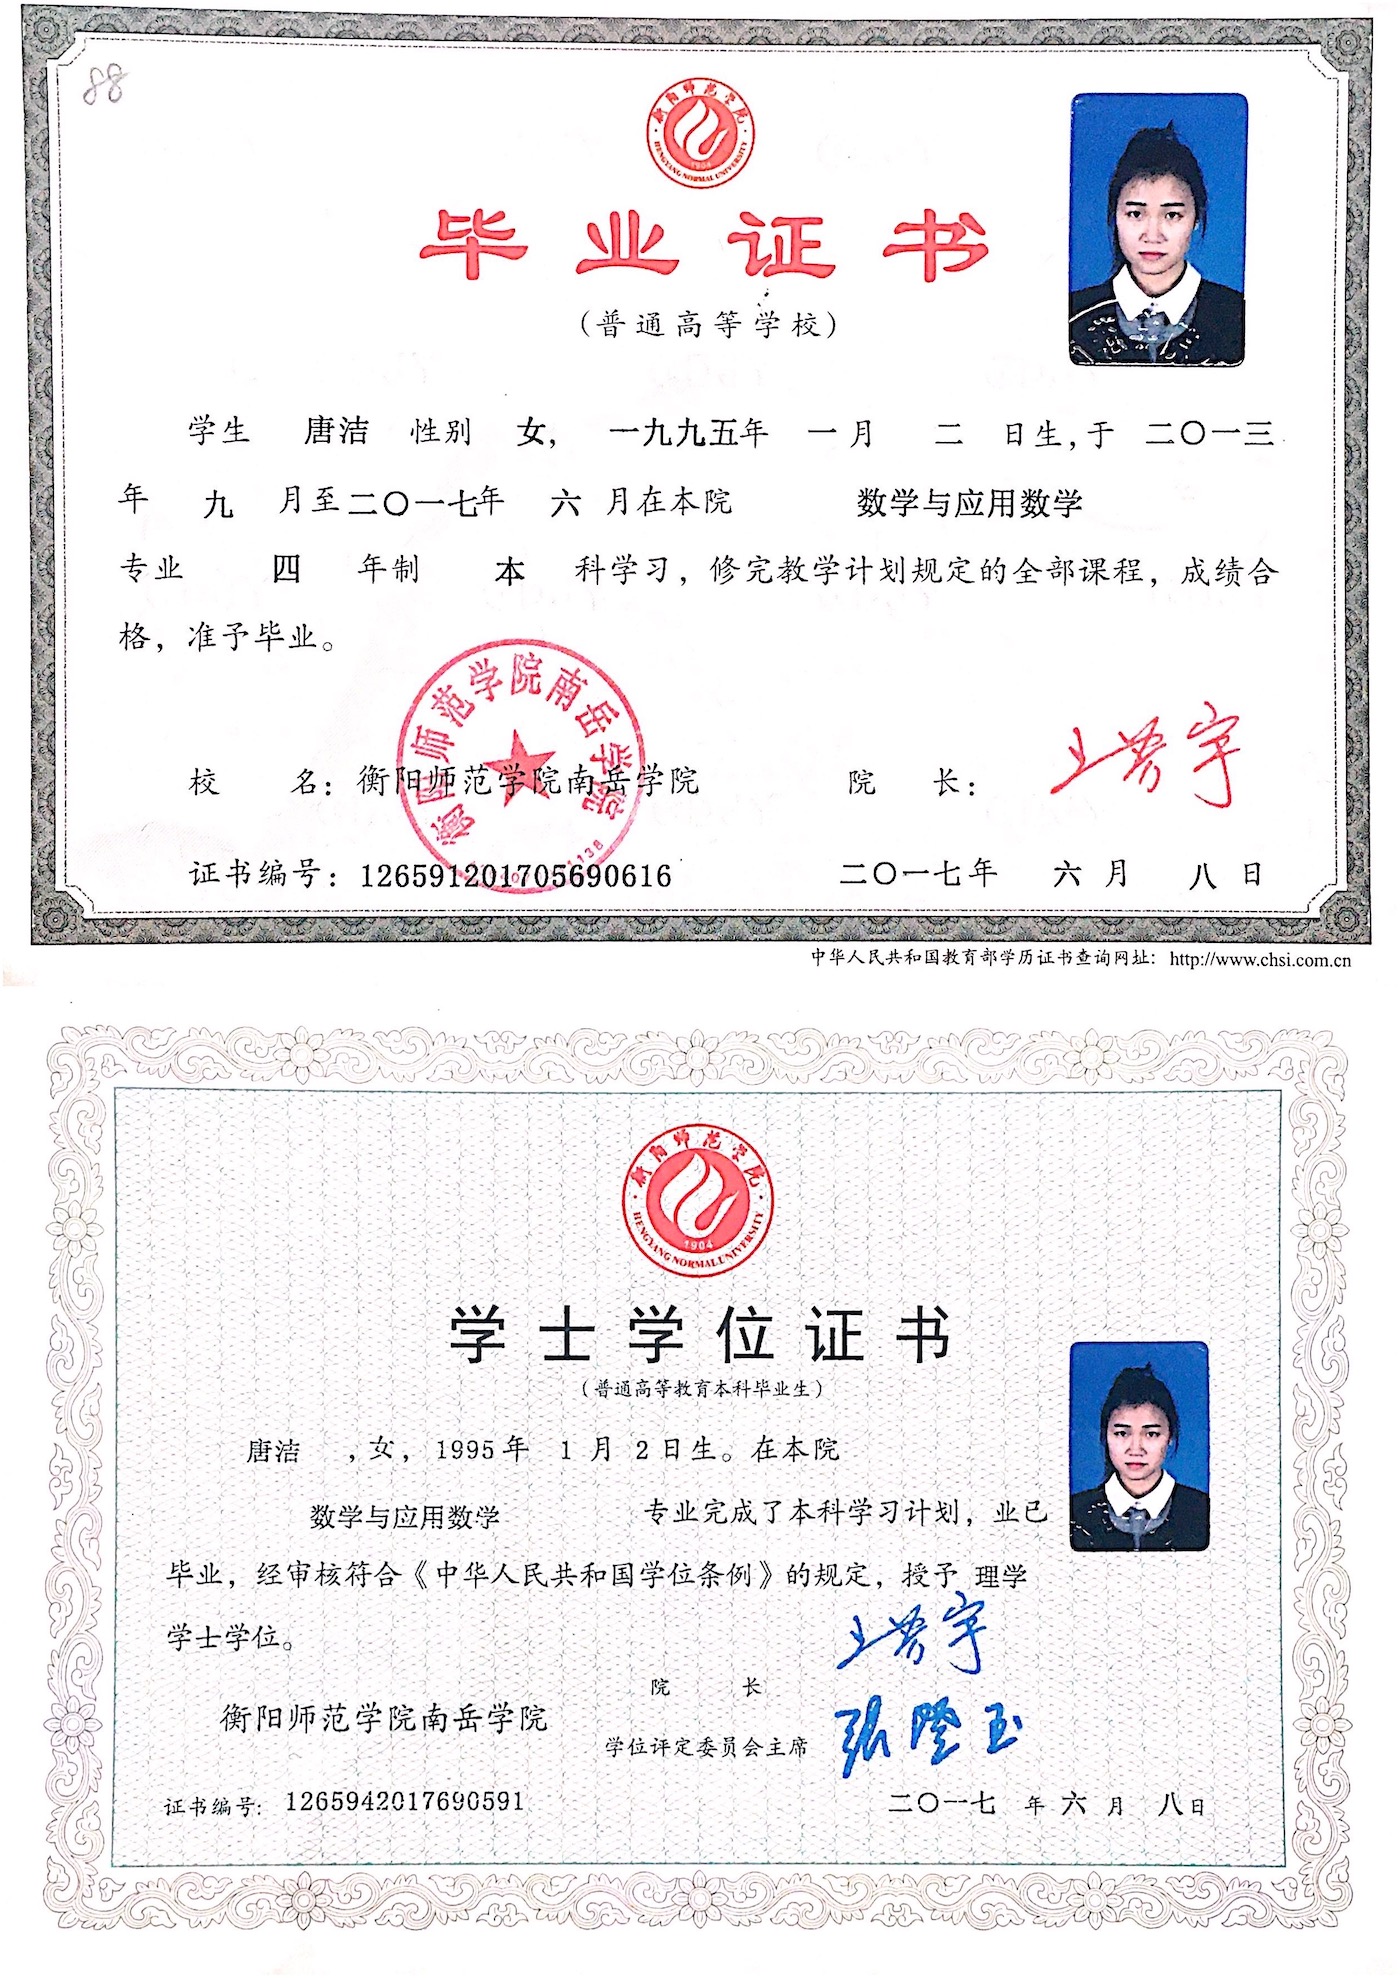 88
衡阳师范学院
HENGYANG NORMAL UNIVERSITY
1904
毕业证书
(普通高等学校)
学生 唐洁 性别 女, 一九九五年 一月 二 日生,于 二〇一三
年 九 月至二〇一七年 六 月在本院 数学与应用数学
专业 四 年制 本 科学习,修完教学计划规定的全部课程,成绩合
格,准予毕业。
衡阳师范学院南岳学院
校 名:衡阳师范学院南岳学院 院 长: 王劳宇
证书编号:126591201705690616 二〇一七年 六月 八日
中华人民共和国教育部学历证书查询网址: http://www.chsi.com.cn
衡阳师范学院
HENGYANG NORMAL UNIVERSITY
1904
学士学位证书
(普通高等教育本科毕业生)
唐洁 ,女, 1995年 1月 2日生。在本院
数学与应用数学 专业完成了本科学习计划,业已
毕业,经审核符合《中华人民共和国学位条例》的规定,授予 理学
学士学位。
院 长
衡阳师范学院南岳学院
学位评定委员会主席 张登玉
证书编号: 1265942017690591 二〇一七 年 六 月 八日